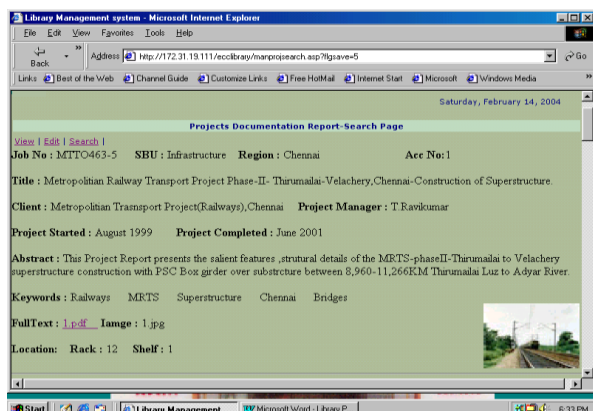 Library Management system - Microsoft Internet Explorer
File Edit View Favorites Tools Help
Back » Address http://172.31.19.111/ecclibrary/manprojsearch.asp?flgsave=5 Go
Links Best of the Web Channel Guide Customize Links Free HotMail Internet Start Microsoft Windows Media »
Saturday, February 14, 2004
Projects Documentation Report-Search Page
View | Edit | Search |
Job No : MTTO463-5 SBU : Infrastructure Region : Chennai Acc No:1
Title : Metropolitan Railway Transport Project Phase-II- Thirumailai-Velachery,Chennai-Construction of Superstructure.
Client : Metropolitan Trasnsport Project(Railways),Chennai Project Manager : T.Ravikumar
Project Started : August 1999 Project Completed : June 2001
Abstract : This Project Report presents the salient features ,strutural details of the MRTS-phaseII-Thirumailai to Velachery
superstructure construction with PSC Box girder over substrcture between 8,960-11,266KM Thirumailai Luz to Adyar River.
Keywords : Railways MRTS Superstructure Chennai Bridges
FullText : 1.pdf Iamge : 1.jpg
Location: Rack : 12 Shelf : 1
Start Library Management Microsoft Word - Library P 6:33 PM